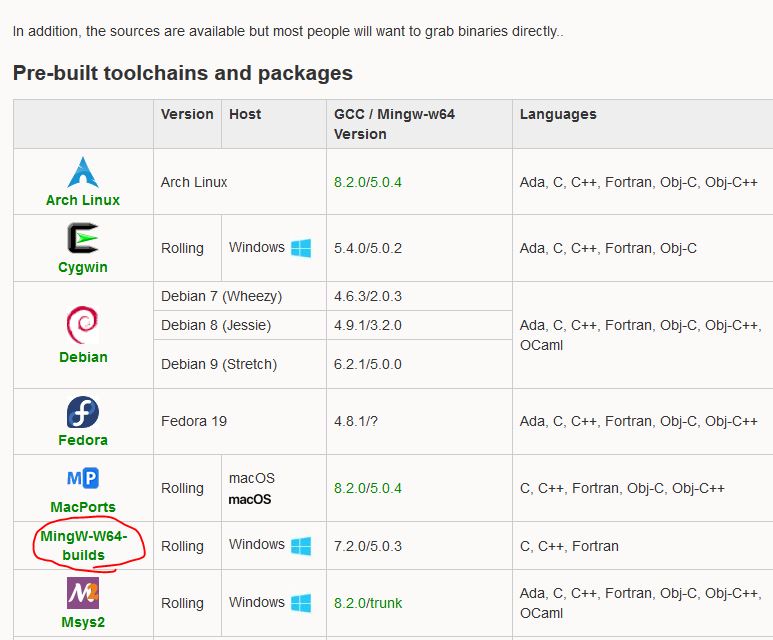 In addition, the sources are available but most people will want to grab binaries directly..
Pre-built toolchains and packages
Version Host GCC / Mingw-w64 Version Languages
Arch Linux Arch Linux 8.2.0/5.0.4 Ada, C, C++, Fortran, Obj-C, Obj-C++
Cygwin Rolling Windows 5.4.0/5.0.2 Ada, C, C++, Fortran, Obj-C
Debian
Debian 7 (Wheezy) 4.6.3/2.0.3
Debian 8 (Jessie) 4.9.1/3.2.0
Debian 9 (Stretch) 6.2.1/5.0.0
Ada, C, C++, Fortran, Obj-C, Obj-C++,
OCaml
Fedora Fedora 19 4.8.1/? Ada, C, C++, Fortran, Obj-C, Obj-C++
MP
MacPorts Rolling macOS
macOS
8.2.0/5.0.4 C, C++, Fortran, Obj-C, Obj-C++
MingW-W64-
builds
Rolling Windows 7.2.0/5.0.3 C, C++, Fortran
M2
Msys2 Rolling Windows 8.2.0/trunk Ada, C, C++, Fortran, Obj-C, Obj-C++,
OCaml